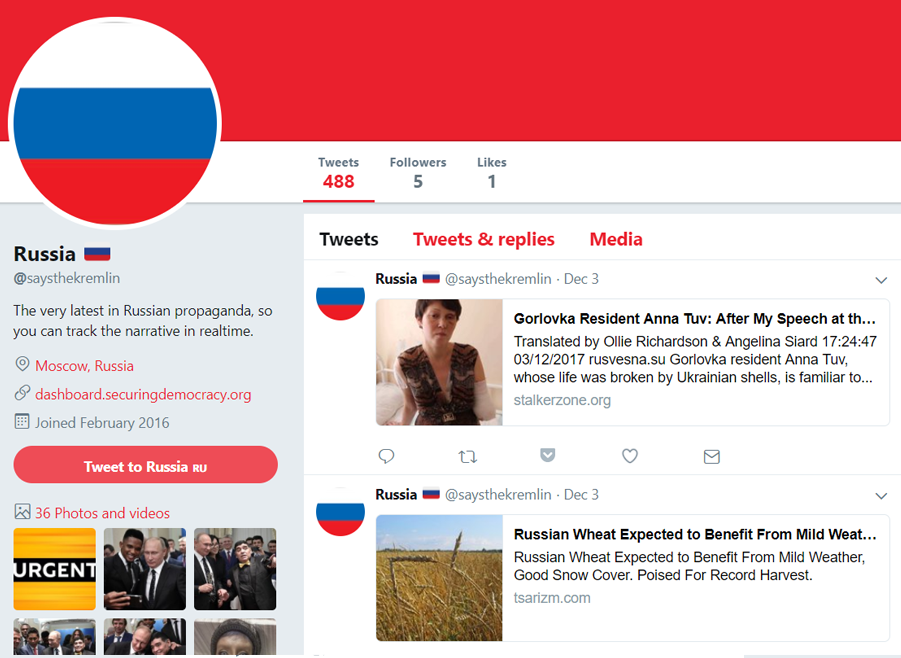 Tweets
488
Followers
5
Likes
1
Russia 🇷🇺
@saysthekremlin
The very latest in Russian propaganda, so
you can track the narrative in realtime.
Moscow, Russia
dashboard.securingdemocracy.org
Joined February 2016
Tweet to Russia RU
36 Photos and videos
URGENT
Tweets Tweets & replies Media
Russia 🇷🇺 @saysthekremlin · Dec 3
Gorlovka Resident Anna Tuv: After My Speech at th...
Translated by Ollie Richardson & Angelina Siard 17:24:47
03/12/2017 rusvesna.su Gorlovka resident Anna Tuv,
whose life was broken by Ukrainian shells, is familiar to...
stalkerzone.org
Russia 🇷🇺 @saysthekremlin · Dec 3
Russian Wheat Expected to Benefit From Mild Weat...
Russian Wheat Expected to Benefit From Mild Weather,
Good Snow Cover. Poised For Record Harvest.
tsarizm.com